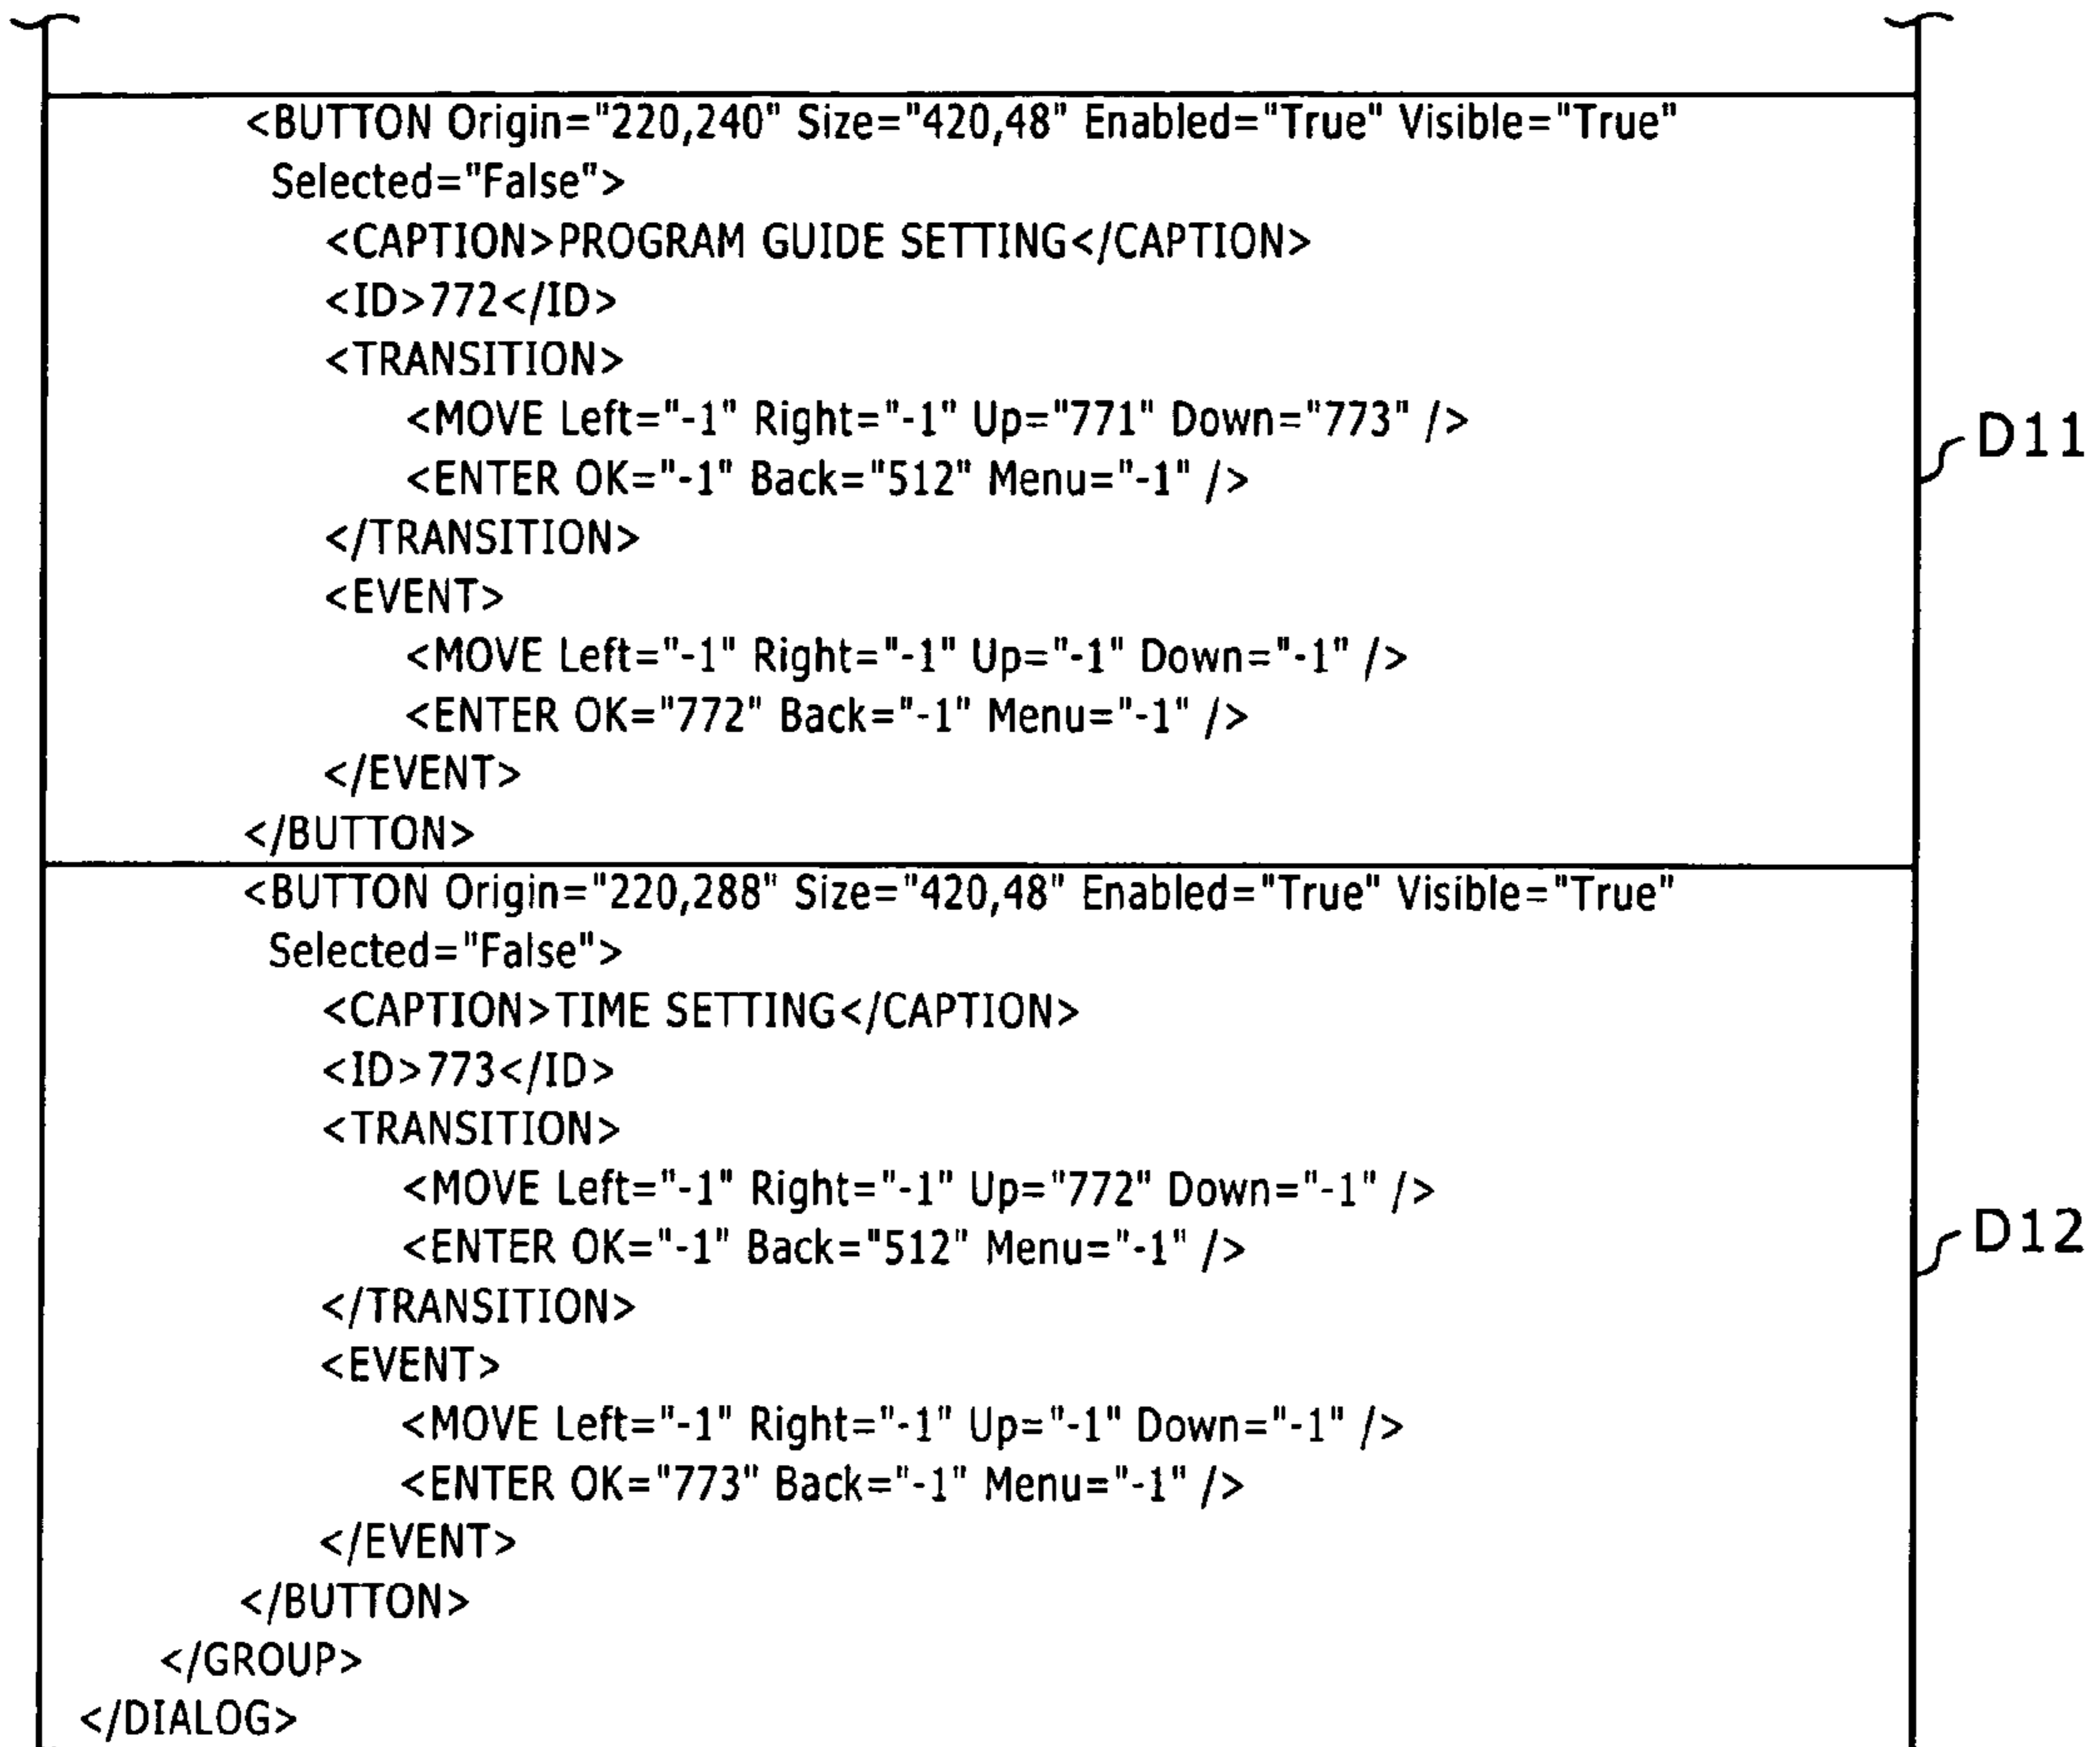 <BUTTON Origin="220,240" Size="420,48" Enabled="True" Visible="True"
Selected="False">
<CAPTION>PROGRAM GUIDE SETTING</CAPTION>
<ID>772</ID>
<TRANSITION>
<MOVE Left="-1" Right="-1" Up="771" Down="773" />
<ENTER OK="-1" Back="512" Menu="-1" />
</TRANSITION>
<EVENT>
<MOVE Left="-1" Right="-1" Up="-1" Down="-1" />
<ENTER OK="772" Back="-1" Menu="-1" />
</EVENT>
</BUTTON>
D11
<BUTTON Origin="220,288" Size="420,48" Enabled="True" Visible="True"
Selected="False">
<CAPTION>TIME SETTING</CAPTION>
<ID>773</ID>
<TRANSITION>
<MOVE Left="-1" Right="-1" Up="772" Down="-1" />
<ENTER OK="-1" Back="512" Menu="-1" />
</TRANSITION>
<EVENT>
<MOVE Left="-1" Right="-1" Up="-1" Down="-1" />
<ENTER OK="773" Back="-1" Menu="-1" />
</EVENT>
</BUTTON>
</GROUP>
</DIALOG>
D12